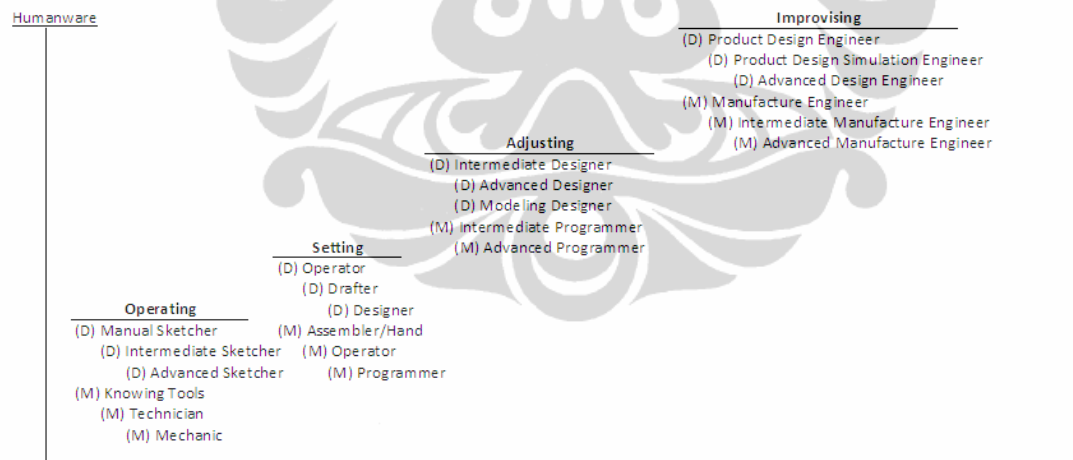 Humanware
Improvising
(D) Product Design Engineer
(D) Product Design Simulation Engineer
(D) Advanced Design Engineer
(M) Manufacture Engineer
(M) Intermediate Manufacture Engineer
(M) Advanced Manufacture Engineer
Adjusting
(D) Intermediate Designer
(D) Advanced Designer
(D) Modeling Designer
(M) Intermediate Programmer
(M) Advanced Programmer
Setting
(D) Operator
(D) Drafter
(D) Designer
(M) Assembler/Hand
(M) Operator
(M) Programmer
Operating
(D) Manual Sketcher
(D) Intermediate Sketcher
(D) Advanced Sketcher
(M) Knowing Tools
(M) Technician
(M) Mechanic